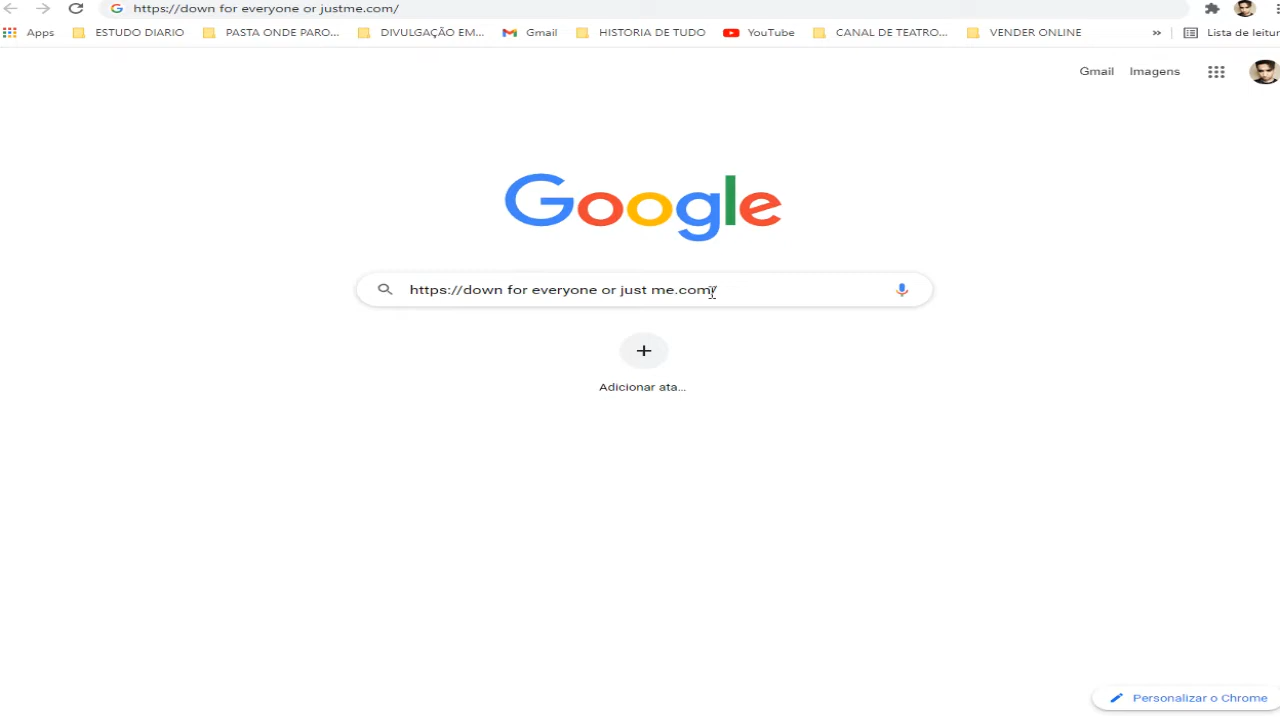 https://down for everyone or justme.com/
Apps ESTUDO DIARIO PASTA ONDE PARO... DIVULGAÇÃO EM... Gmail HISTORIA DE TUDO YouTube CANAL DE TEATRO... VENDER ONLINE » Lista de leitur
Gmail Imagens
Google
https://down for everyone or just me.com/
Adicionar ata...
Personalizar o Chrome